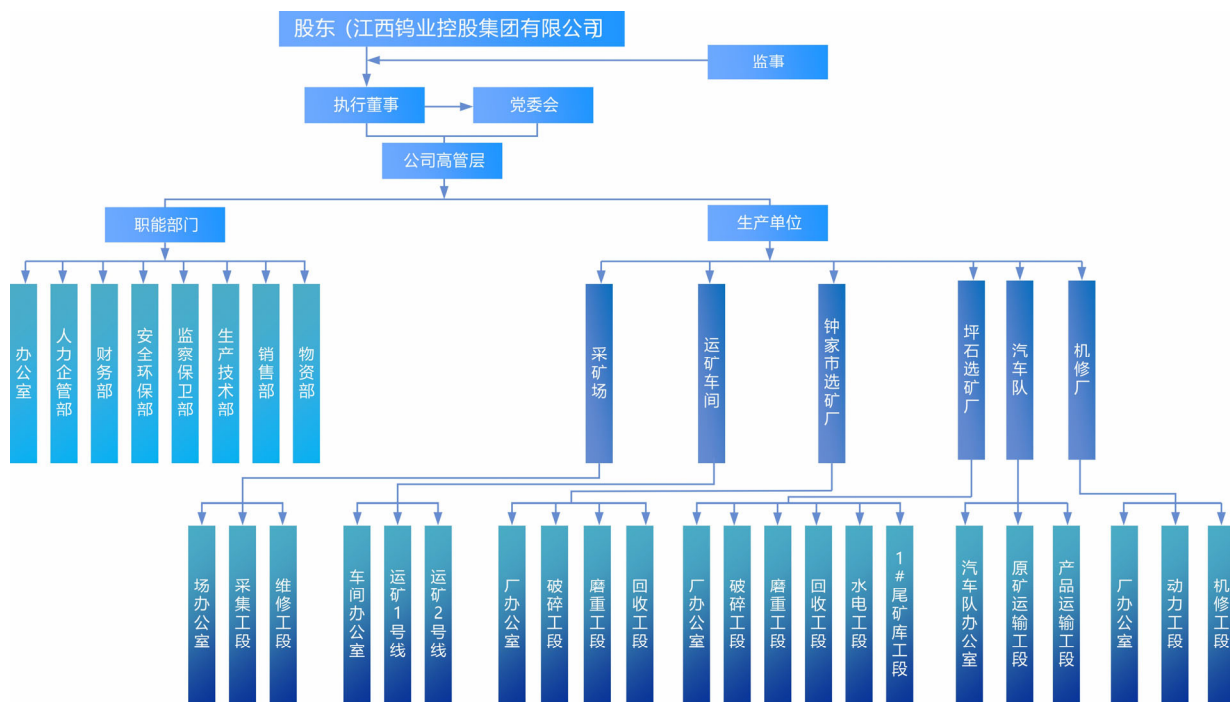 股东（江西钨业控股集团有限公司）
监事
执行董事
党委会
公司高管层
职能部门
生产单位
办公室
人力企管部
财务部
安全环保部
监察保卫部
生产技术部
销售部
物资部
采矿场
运矿车间
钟家市选矿厂
坪石选矿厂
汽车队
机修厂
场办公室
采集工段
维修工段
车间办公室
运矿1号线
运矿2号线
厂办公室
破碎工段
磨重工段
回收工段
厂办公室
破碎工段
磨重工段
回收工段
水电工段
1#尾矿库工段
汽车队办公室
原矿运输工段
产品运输工段
厂办公室
动力工段
机修工段